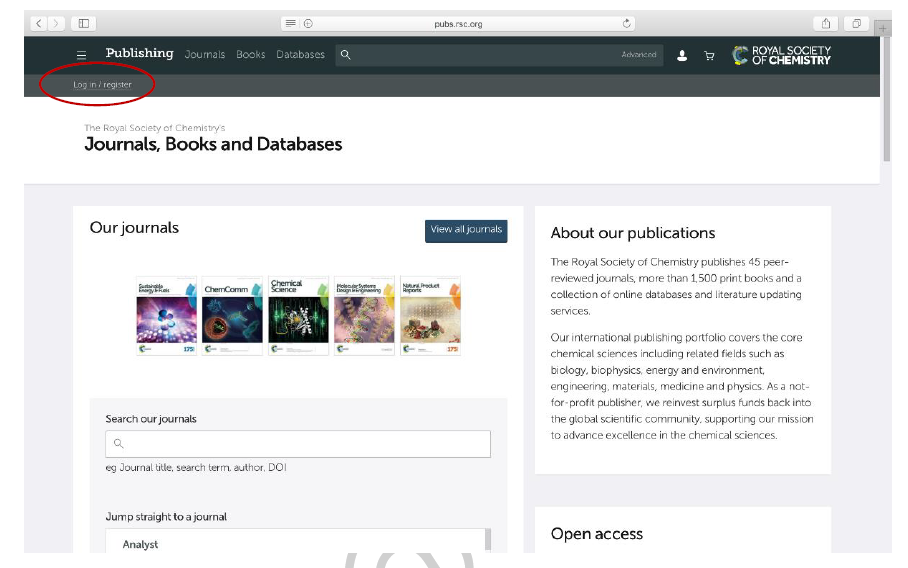 pubs.rsc.org
Publishing Journals Books Databases Advanced ROYAL SOCIETY
OF CHEMISTRY
Log in / register
The Royal Society of Chemistry's
Journals, Books and Databases
Our journals
View all journals
Sustainable
Energy & Fuels
ChemComm
Chemical
Science
Molecular Systems
Design & Engineering
Natural Product
Reports
175
175
Search our journals
eg Journal title, search term, author, DOI
Jump straight to a journal
Analyst
About our publications
The Royal Society of Chemistry publishes 45 peer-
reviewed journals, more than 1,500 print books and a
collection of online databases and literature updating
services.
Our international publishing portfolio covers the core
chemical sciences including related fields such as
biology, biophysics, energy and environment,
engineering, materials, medicine and physics. As a not-
for-profit publisher, we reinvest surplus funds back into
the global scientific community, supporting our mission
to advance excellence in the chemical sciences.
Open access